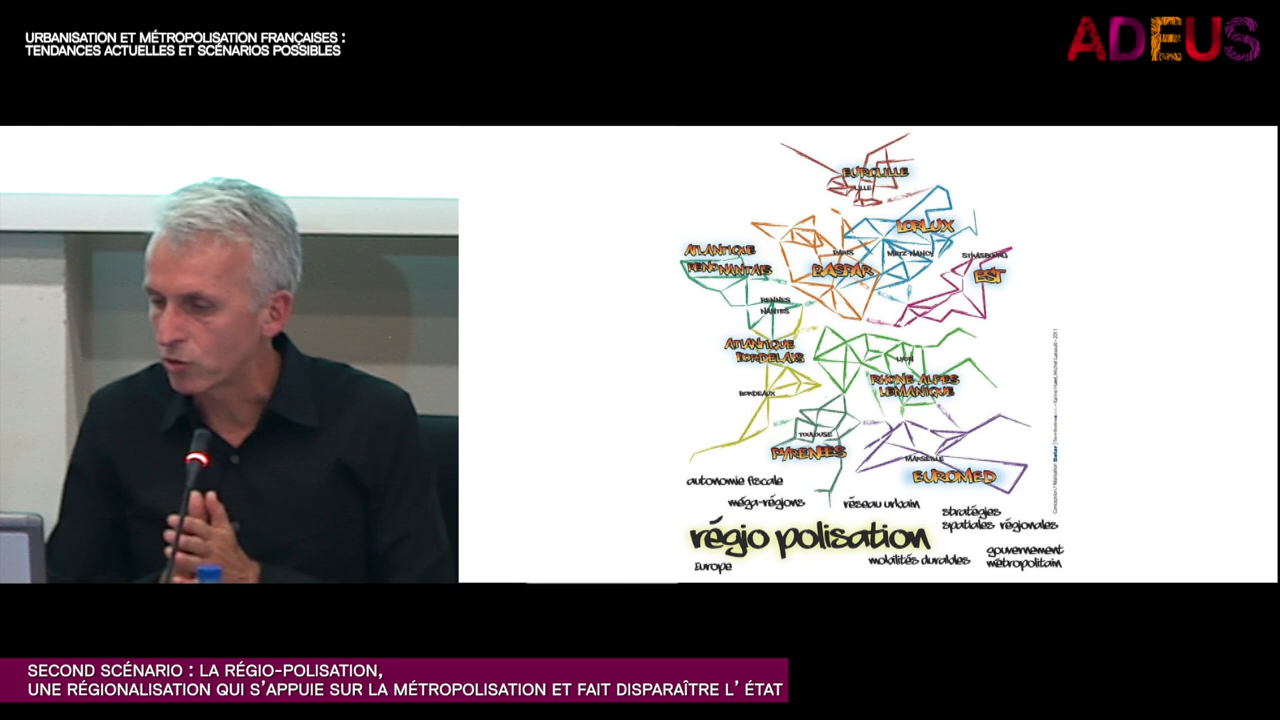 URBANISATION ET MÉTROPOLISATION FRANÇAISES :
TENDANCES ACTUELLES ET SCÉNARIOS POSSIBLES
ADEUS
EUROLILLE
LILLE
LORLUX
ATLANTIQUE
NANTAIS
PARIS
METZ-NANCY
STRASBOURG
BASPAR
EST
RENNES
NANTES
ATLANTIQUE
BORDELAIS
LYON
RHONE ALPES
LEMANIQUE
BORDEAUX
TOULOUSE
PYRENEES
MARSEILLE
EUROMED
autonomie fiscale
méga-régions
réseau urbain
stratégies
spatiales régionales
régio polisation
gouvernement
métropolitain
mobilités durables
Europe
SECOND SCÉNARIO : LA RÉGIO-POLISATION,
UNE RÉGIONALISATION QUI S'APPUIE SUR LA MÉTROPOLISATION ET FAIT DISPARAÎTRE L' ÉTAT